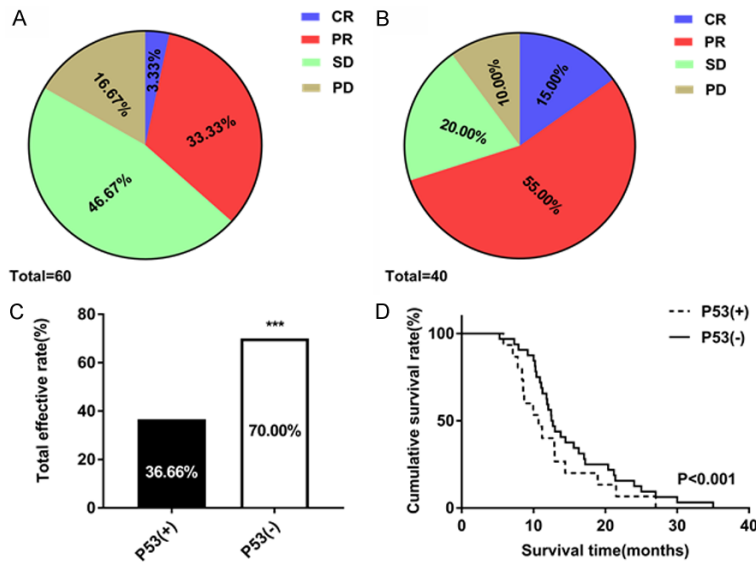 A
CR
PR
SD
PD
3.33%
33.33%
46.67%
16.67%
Total=60
B
CR
PR
SD
PD
15.00%
55.00%
20.00%
10.00%
Total=40
C
Total effective rate(%)
80
60
40
20
0
***
36.66%
70.00%
P53(+)
P53(-)
D
P53(+)
P53(-)
Cumulative survival rate(%)
100
50
0
P<0.001
0
10
20
30
40
Survival time(months)